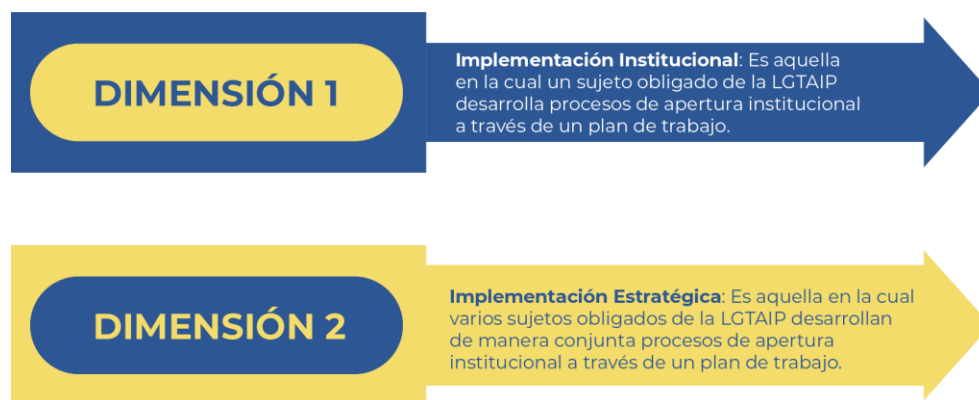 DIMENSIÓN 1
Implementación Institucional: Es aquella
en la cual un sujeto obligado de la LGTAIP
desarrolla procesos de apertura institucional
a través de un plan de trabajo.
DIMENSIÓN 2
Implementación Estratégica: Es aquella en la cual
varios sujetos obligados de la LGTAIP desarrollan
de manera conjunta procesos de apertura
institucional a través de un plan de trabajo.